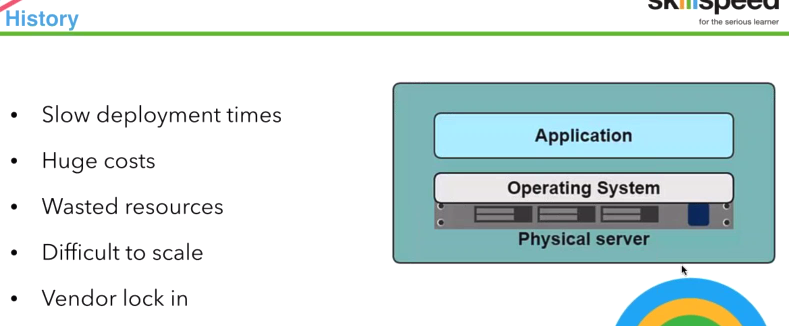 History
skillspeed
for the serious learner
• Slow deployment times
• Huge costs
• Wasted resources
• Difficult to scale
• Vendor lock in
Application
Operating System
Physical server